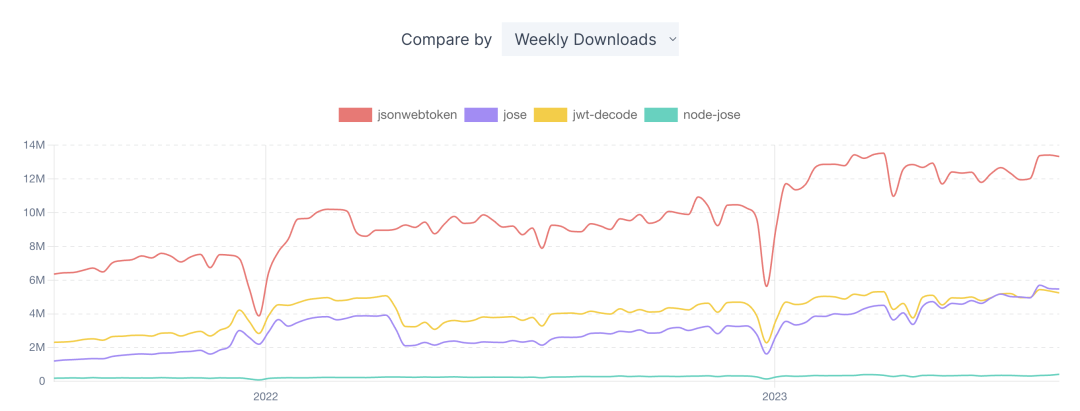 Compare by Weekly Downloads
jsonwebtoken jose jwt-decode node-jose
14M
12M
10M
8M
6M
4M
2M
0
2022 2023